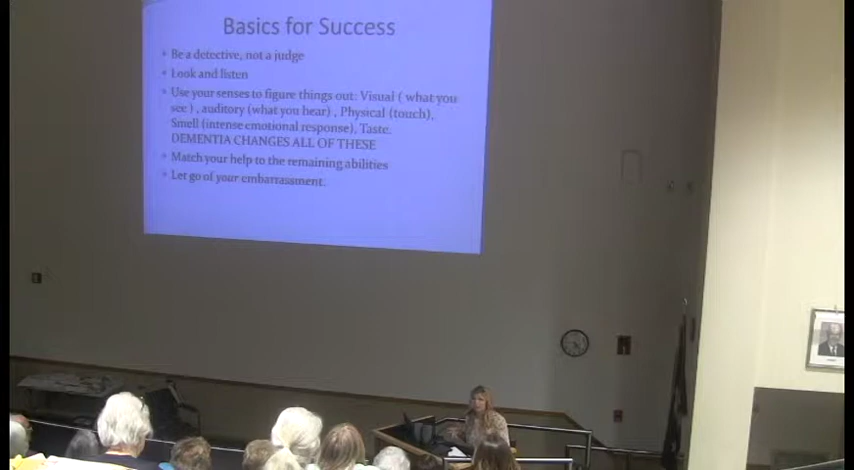 Basics for Success
• Be a detective, not a judge
• Look and listen
• Use your senses to figure things out: Visual ( what you
see ) , auditory (what you hear) , Physical (touch),
Smell (intense emotional response), Taste.
DEMENTIA CHANGES ALL OF THESE
• Match your help to the remaining abilities
• Let go of your embarrassment.